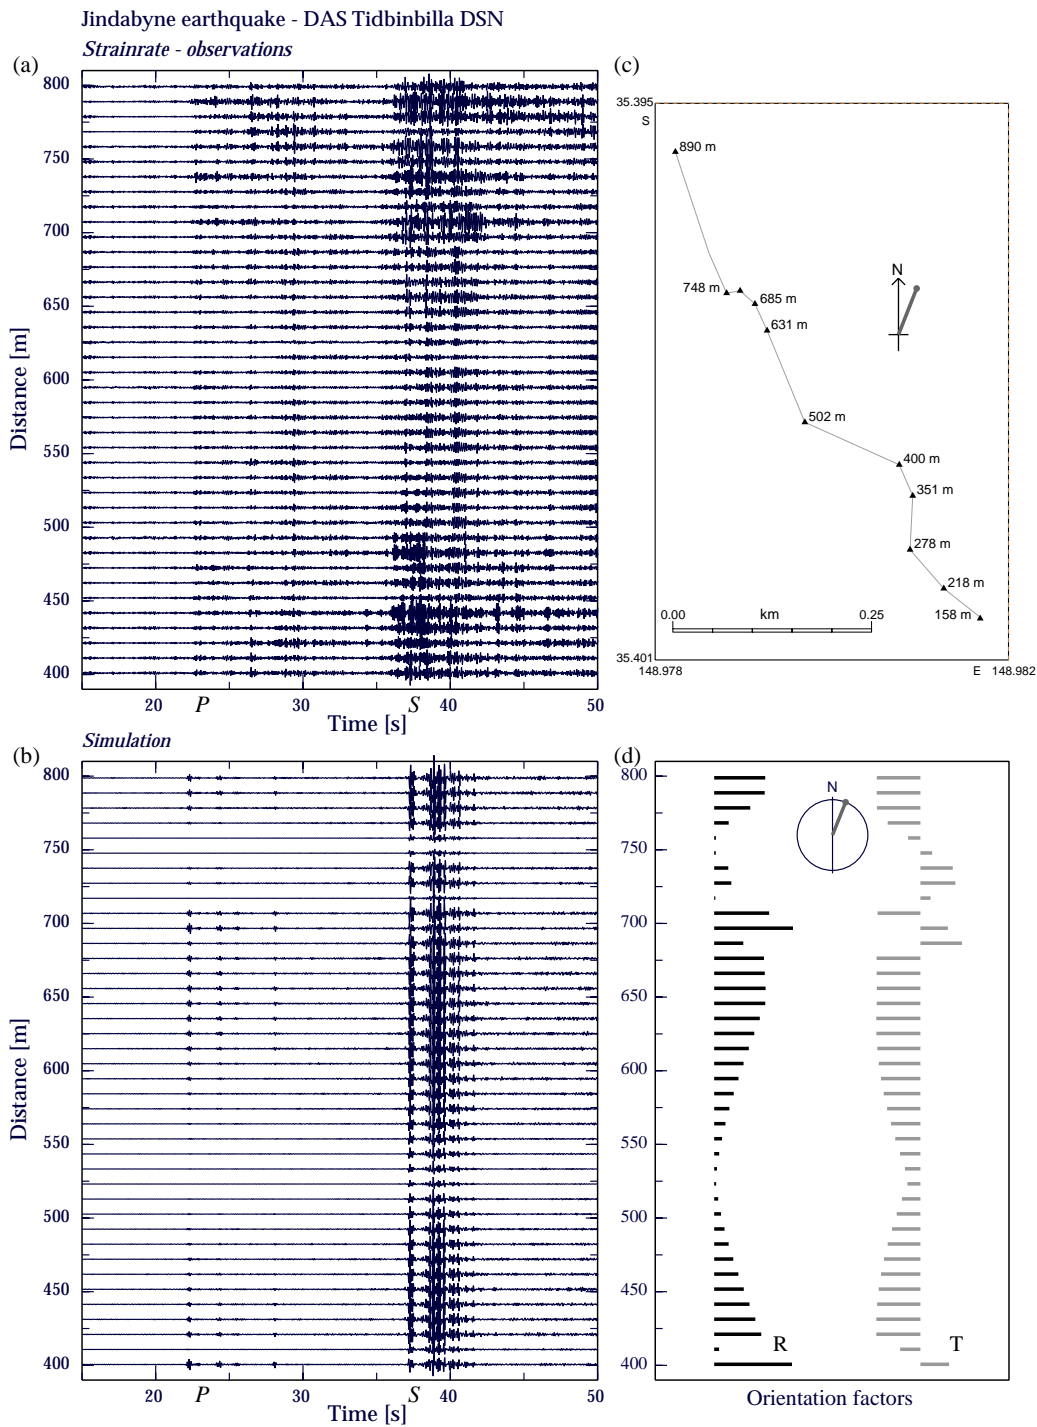 Jindabyne earthquake - DAS Tidbinbilla DSN
Strainrate - observations
(a)
800
750
700
650
600
550
500
450
400
Distance [m]
20
P
30
S
40
50
Time [s]
(c)
35.395
S
890 m
N
748 m
685 m
631 m
502 m
400 m
351 m
278 m
218 m
158 m
0.00
km
0.25
35.401
148.978
E
148.982
Simulation
(b)
800
750
700
650
600
550
500
450
400
Distance [m]
20
P
30
S
40
50
Time [s]
(d)
800
750
700
650
600
550
500
450
400
N
R
T
Orientation factors